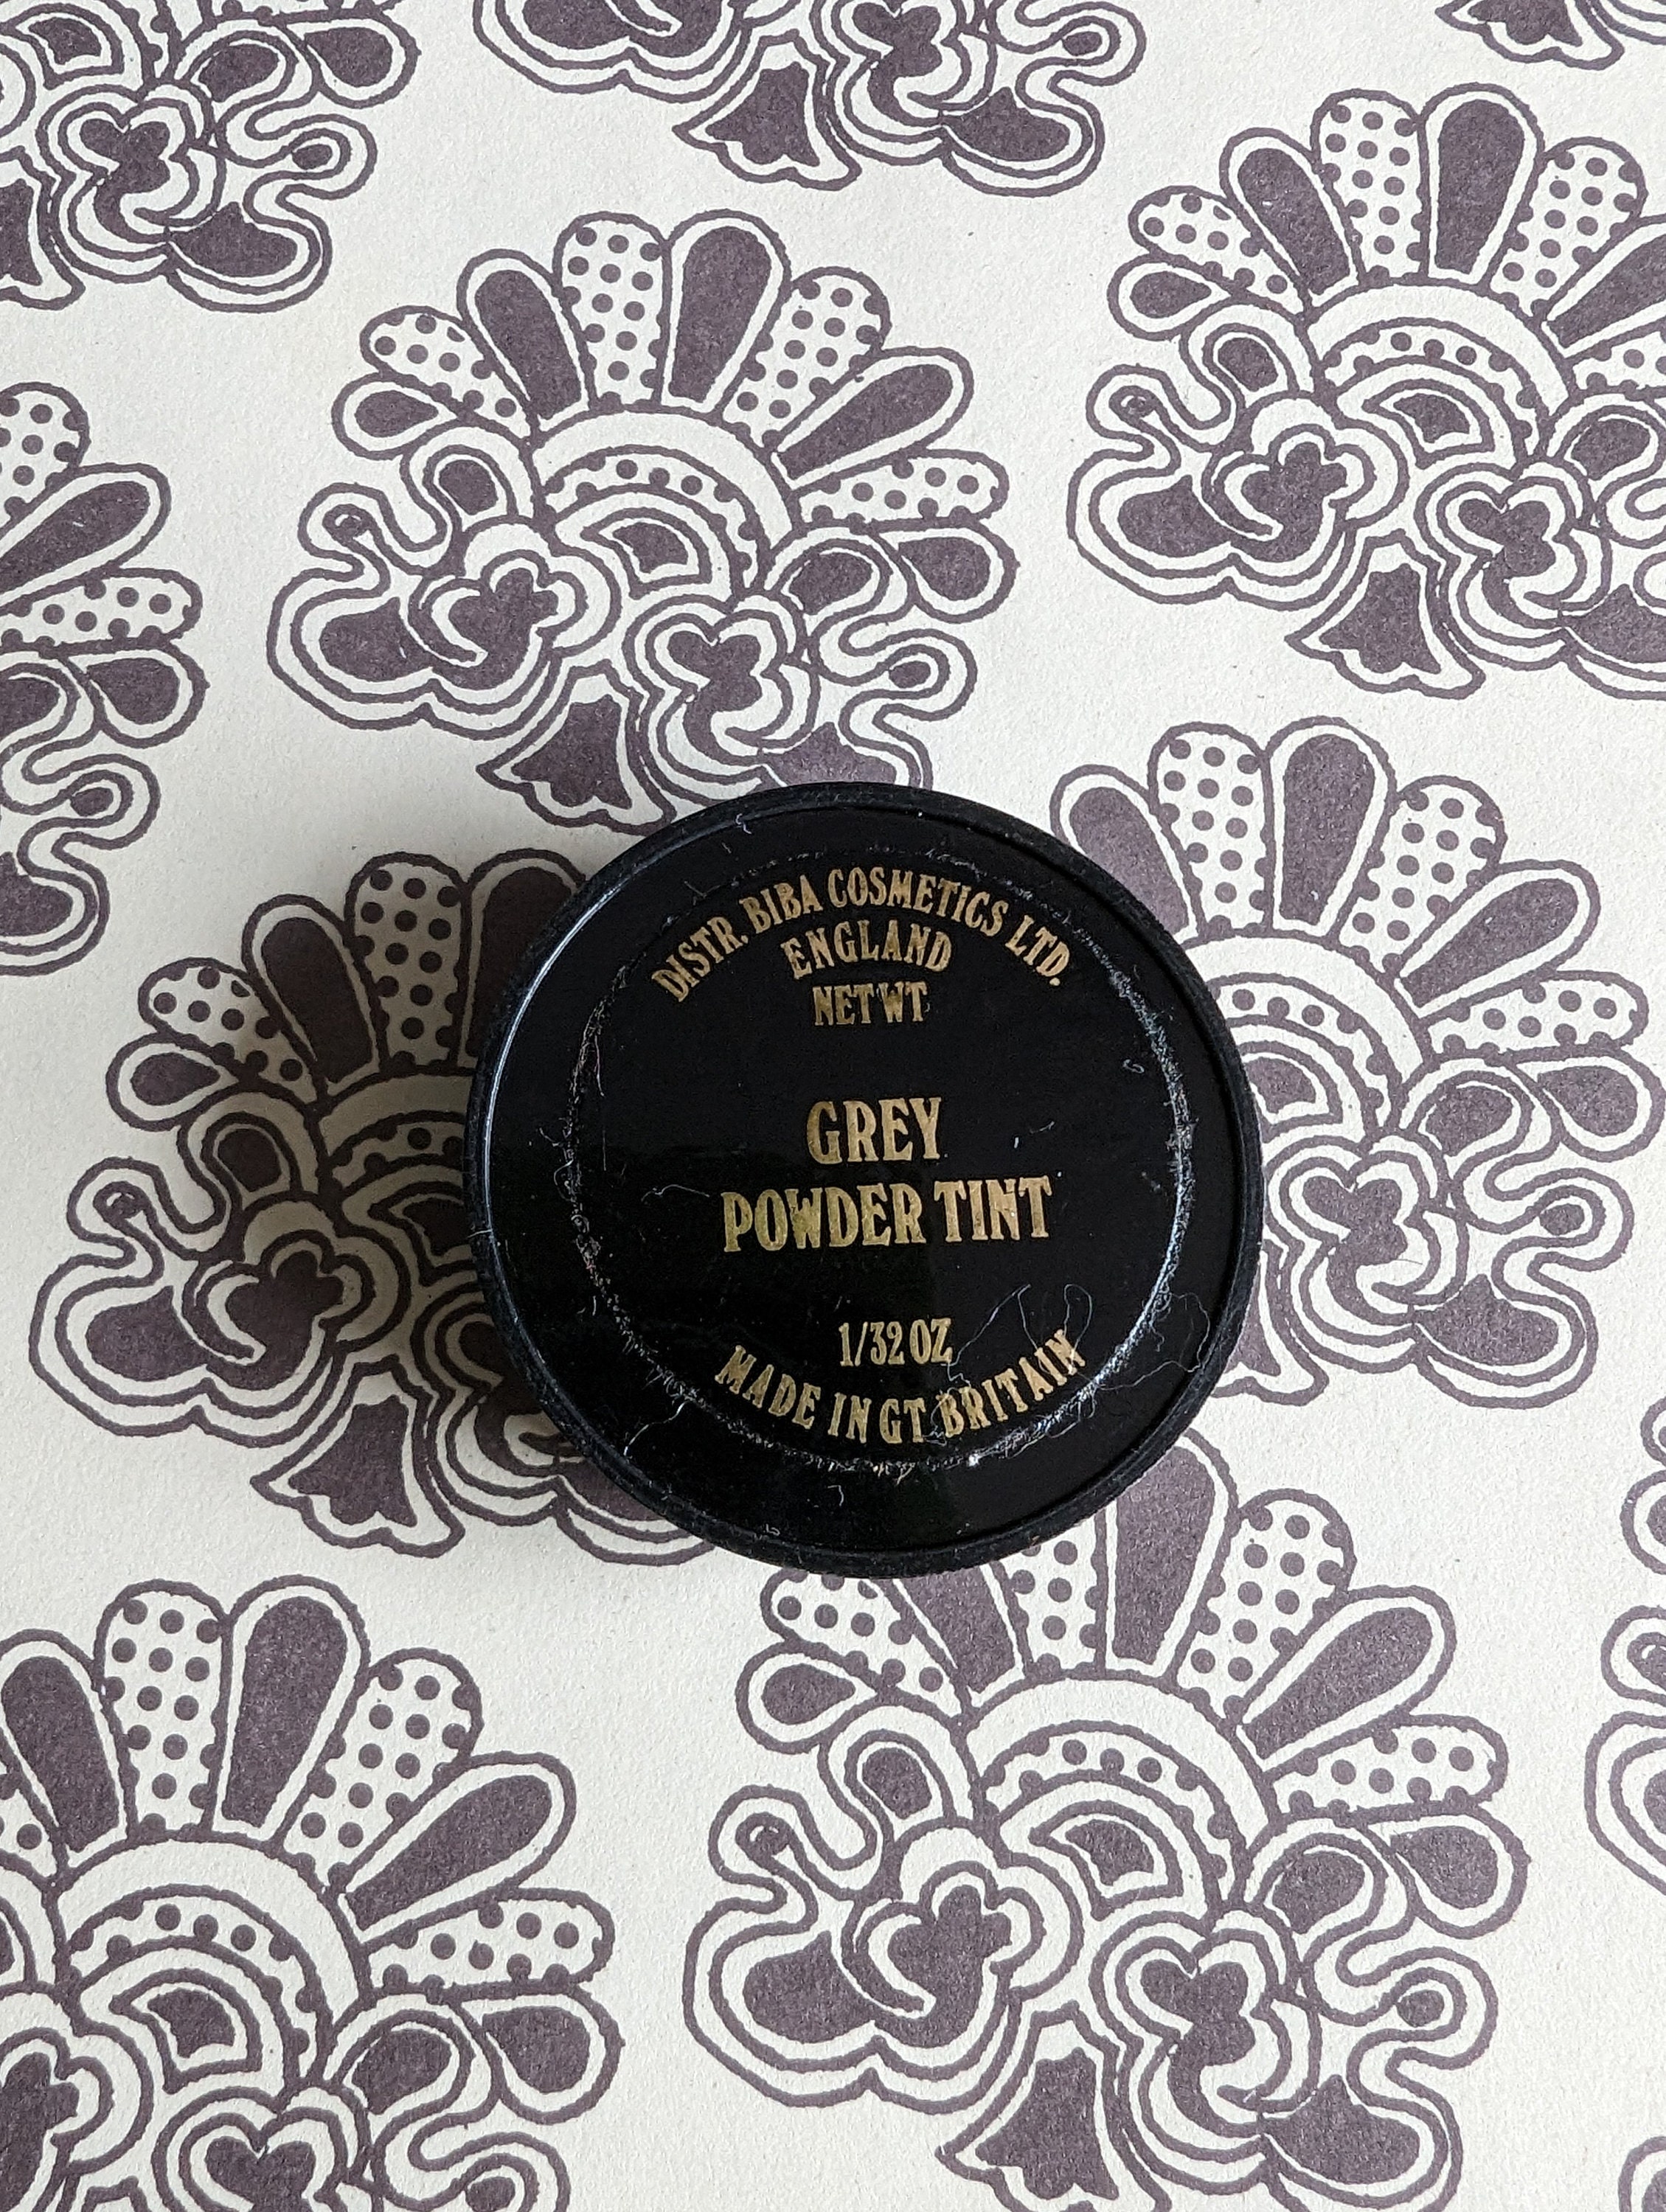 DISTR. BIBA COSMETICS LTD.
ENGLAND
NET WT
GREY
POWDER TINT
1/32 OZ
MADE IN GT BRITAIN